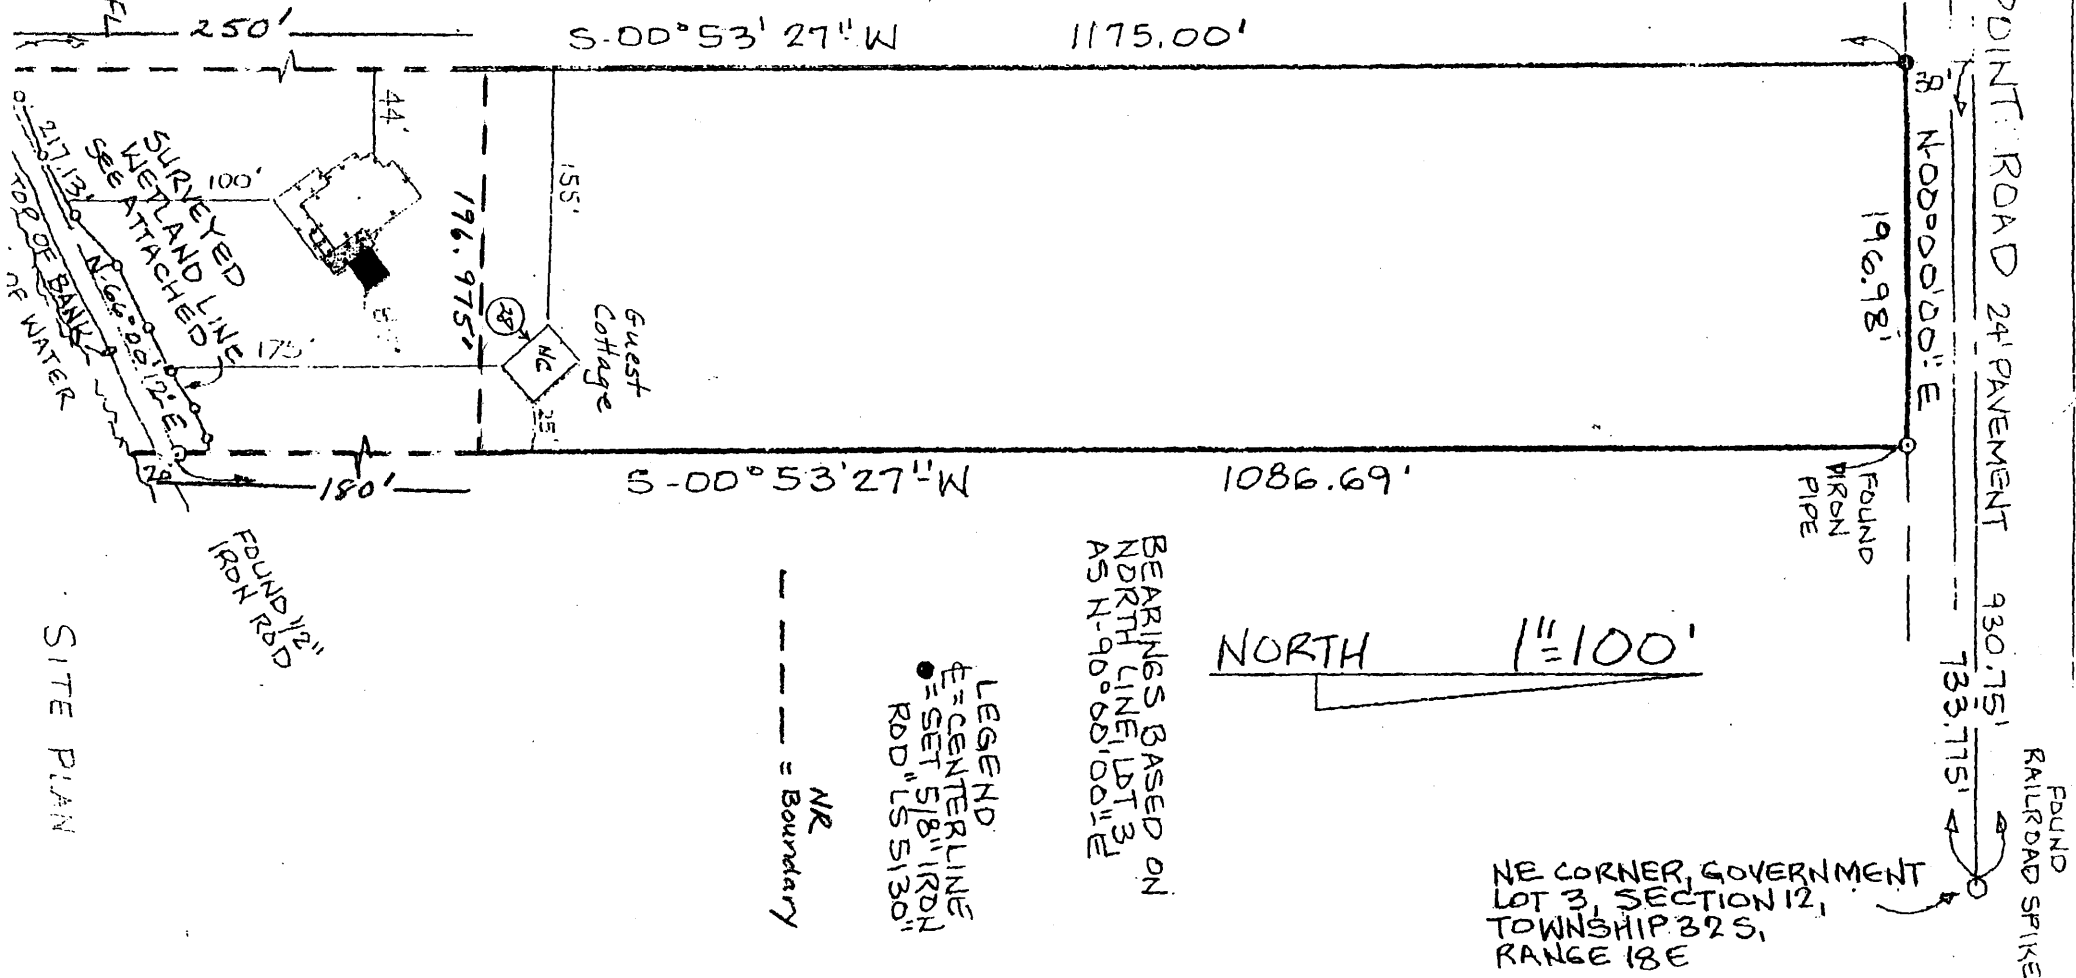 FL
250'
S-00°53'27"W
1175.00'
44'
155'
100'
SURVEYED
WETLAND LINE
SEE ATTACHED
217.13'
TOP OF BANK
N-66°00'12"E
OF WATER
175'
196.975'
NC
Guest
Cottage
25'
20'
180'
S-00°53'27"W
1086.69'
FOUND 1/2"
IRON ROD
SITE PLAN
POINT ROAD 24' PAVEMENT
930.75'
733.775'
30'
196.98'
FOUND
IRON
PIPE
FOUND
RAILROAD SPIKE
BEARINGS BASED ON
NORTH LINE, LOT 3
AS N-90°00'00"E
NORTH 1"=100'
LEGEND
℄=CENTERLINE
●=SET 5/8" IRON
ROD "LS 5130"
NR
= Boundary
NE CORNER, GOVERNMENT
LOT 3, SECTION 12,
TOWNSHIP 32S,
RANGE 18E